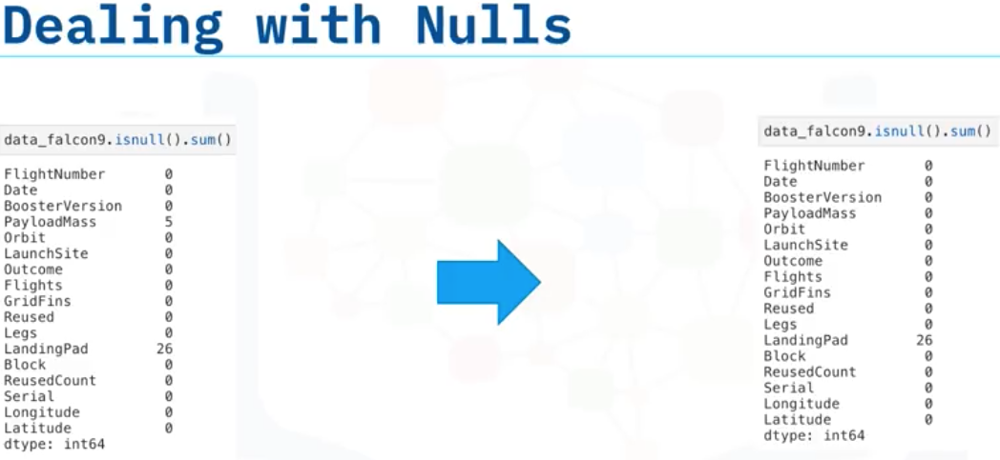 Dealing with Nulls
data_falcon9.isnull().sum()
FlightNumber 0
Date 0
BoosterVersion 0
PayloadMass 5
Orbit 0
LaunchSite 0
Outcome 0
Flights 0
GridFins 0
Reused 0
Legs 0
LandingPad 26
Block 0
ReusedCount 0
Serial 0
Longitude 0
Latitude 0
dtype: int64
data_falcon9.isnull().sum()
FlightNumber 0
Date 0
BoosterVersion 0
PayloadMass 0
Orbit 0
LaunchSite 0
Outcome 0
Flights 0
GridFins 0
Reused 0
Legs 0
LandingPad 26
Block 0
ReusedCount 0
Serial 0
Longitude 0
Latitude 0
dtype: int64